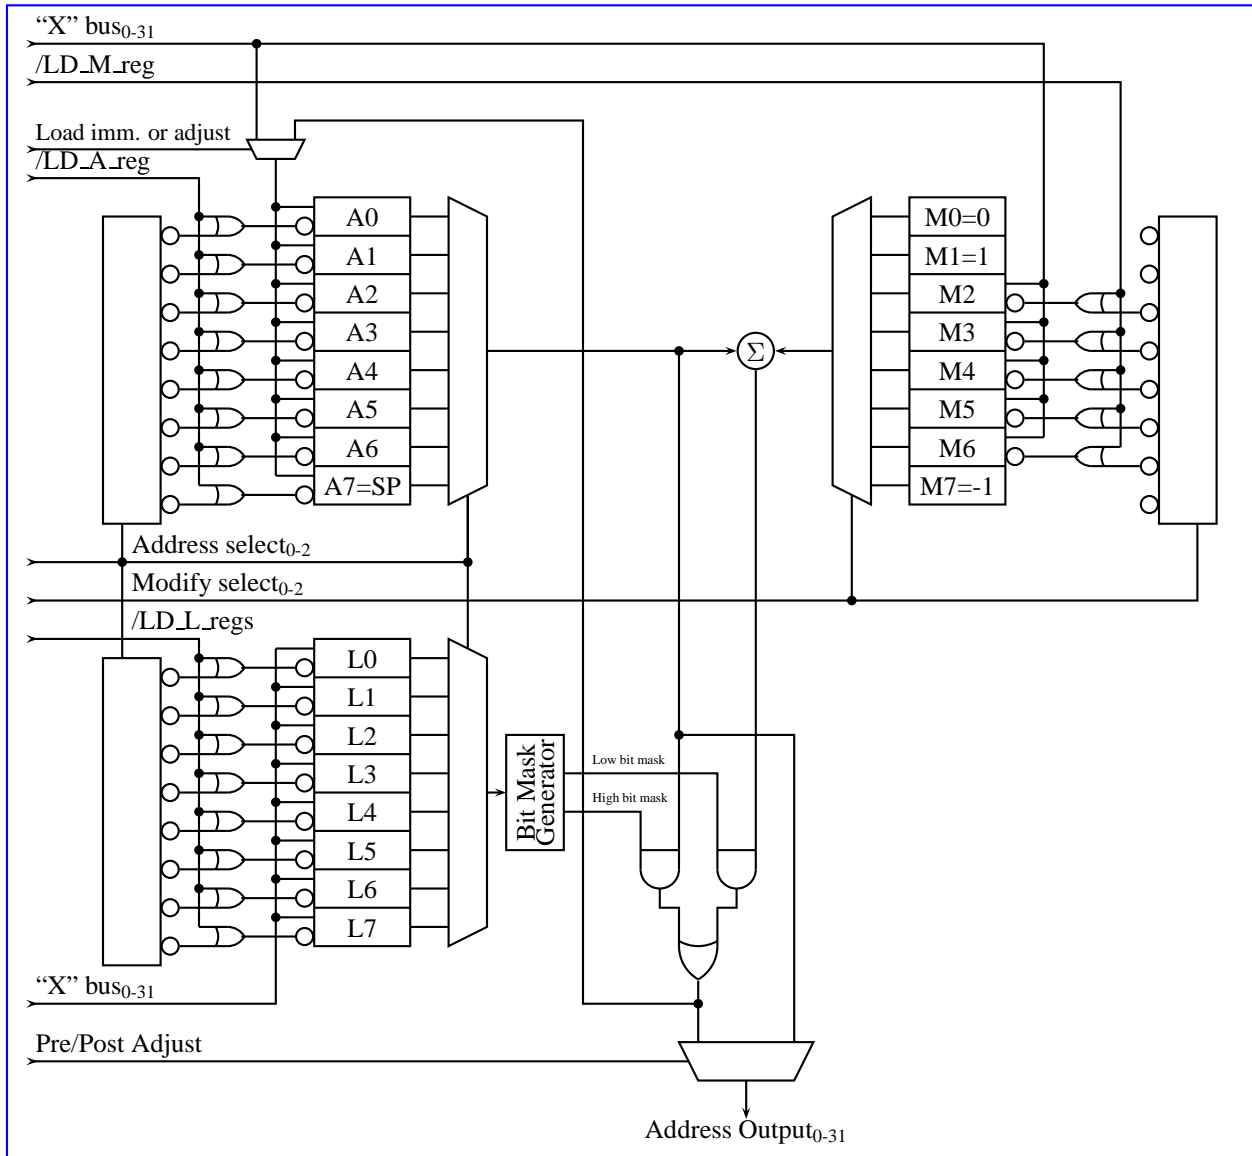 “X” bus0-31
/LD_M_reg
Load imm. or adjust
/LD_A_reg
A0
A1
A2
A3
A4
A5
A6
A7=SP
Σ
M0=0
M1=1
M2
M3
M4
M5
M6
M7=-1
Address select0-2
Modify select0-2
/LD_L_regs
L0
L1
L2
L3
L4
L5
L6
L7
Bit Mask
Generator
Low bit mask
High bit mask
“X” bus0-31
Pre/Post Adjust
Address Output0-31